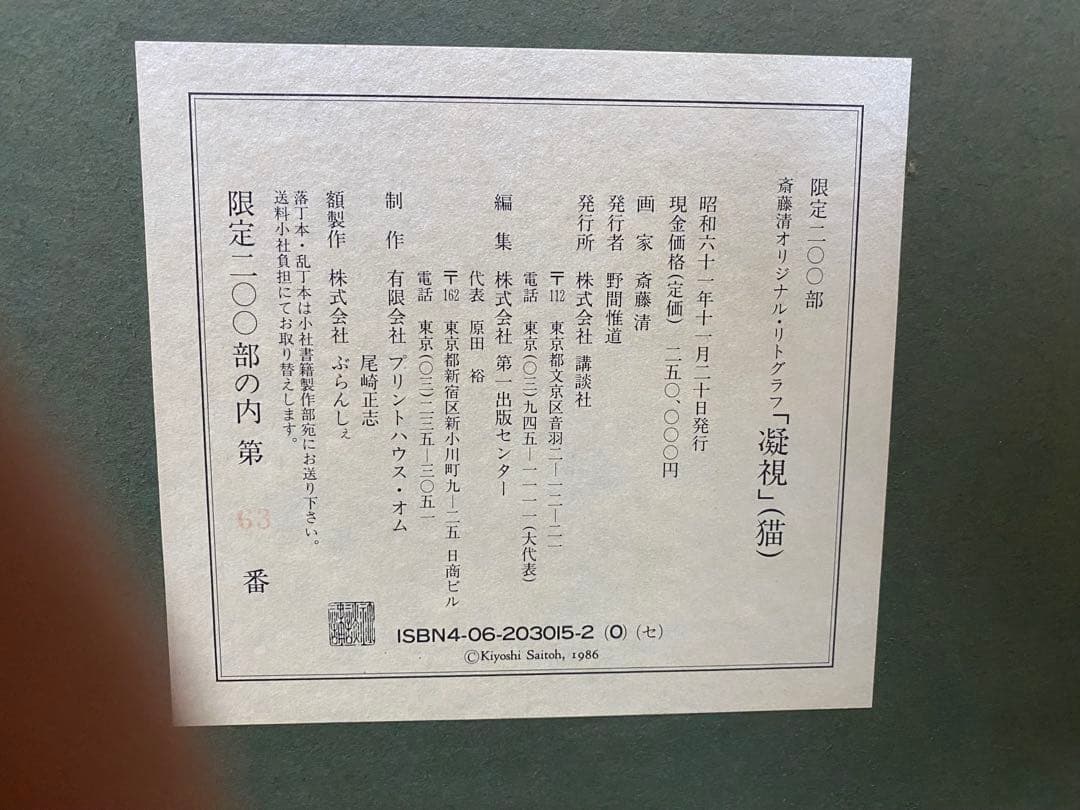 限定二〇〇部
斎藤清オリジナル・リトグラフ「凝視」(猫)
昭和六十一年十一月二十日発行
現金価格(定価) 二五〇、〇〇〇円
画家 斎藤清
発行者 野間惟道
発行所 株式会社 講談社
〒112 東京都文京区音羽二―一二―二一
電話 東京(〇三)九四五―一一一一(大代表)
編集 株式会社 第一出版センター
代表 原田 裕
〒162 東京都新宿区新小川町九―二五 日商ビル
電話 東京(〇三)二三五―三〇五一
制作 有限会社 プリントハウス・オム
尾崎正志
額製作 株式会社 ぶらんしぇ
落丁本・乱丁本は小社書籍製作部宛にお送り下さい。
送料小社負担にてお取り替えします。
限定二〇〇部の内 第 63 番
ISBN4-06-203015-2 (0) (セ)
©Kiyoshi Saitoh, 1986